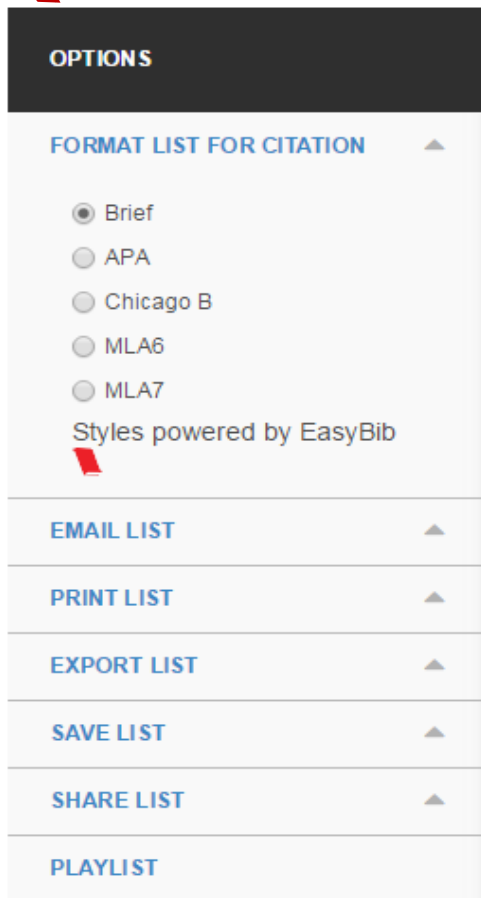 OPTIONS
FORMAT LIST FOR CITATION
Brief
APA
Chicago B
MLA6
MLA7
Styles powered by EasyBib
EMAIL LIST
PRINT LIST
EXPORT LIST
SAVE LIST
SHARE LIST
PLAYLIST